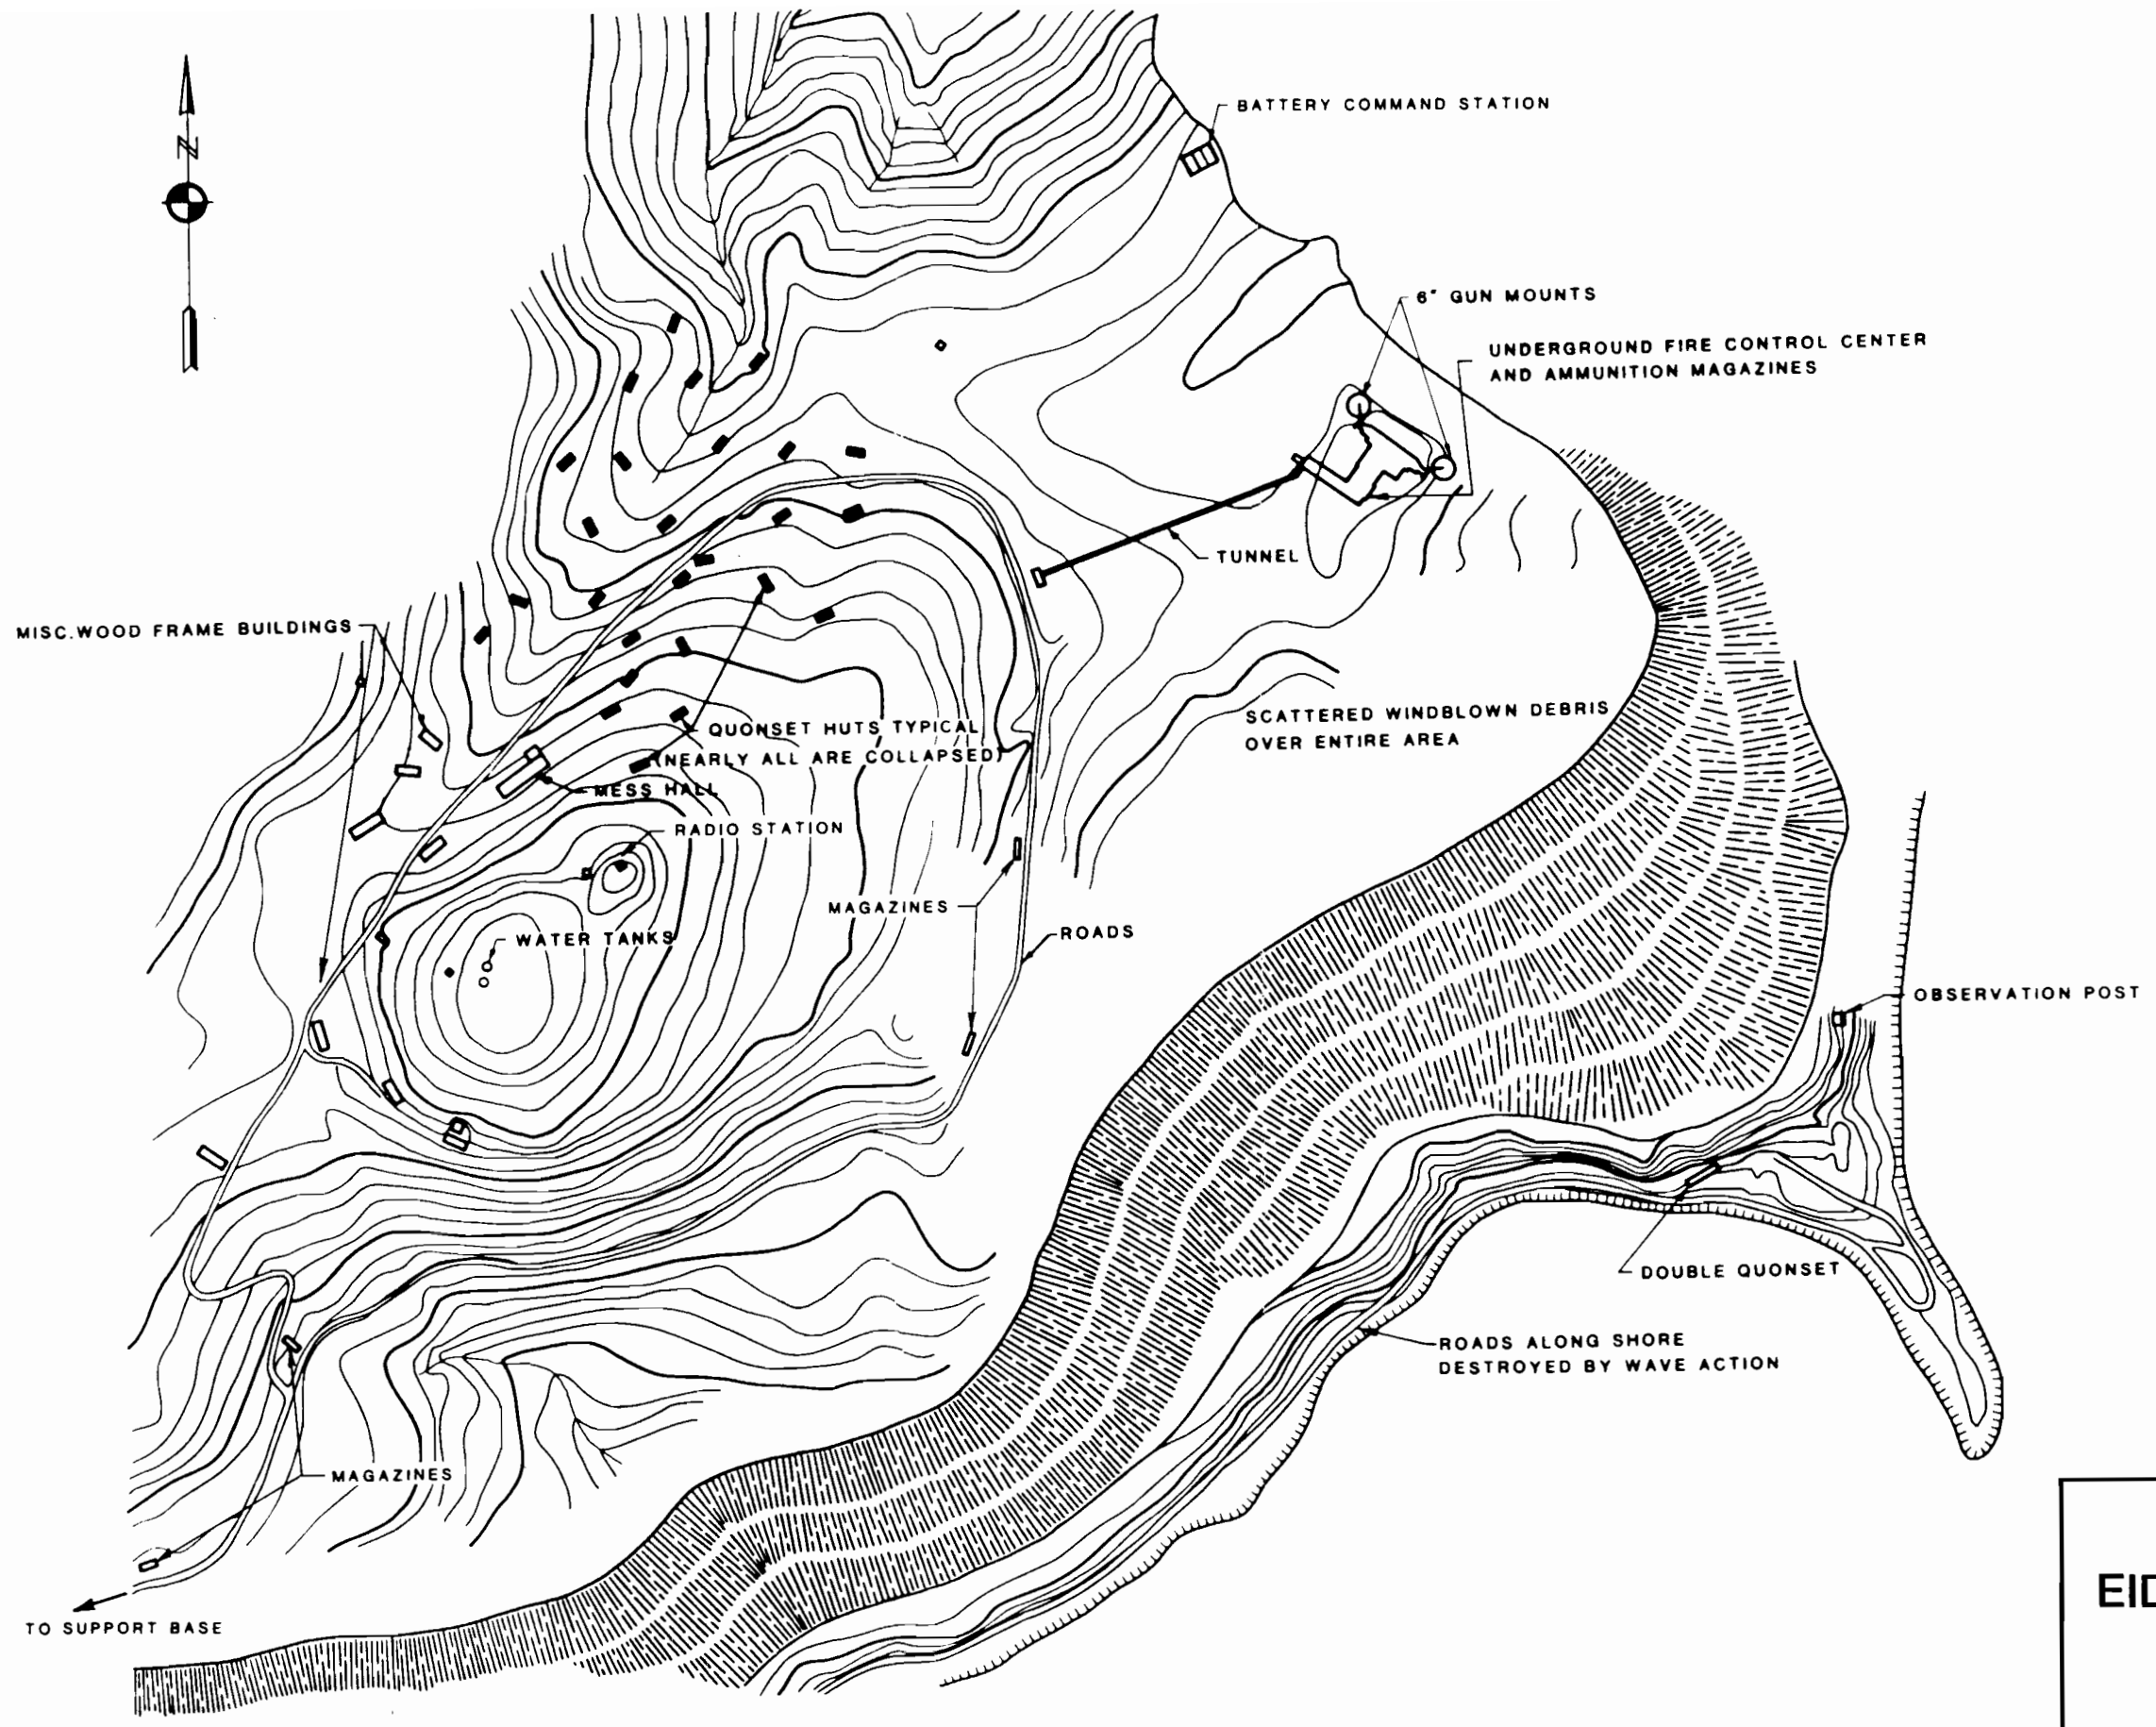 BATTERY COMMAND STATION
N
6" GUN MOUNTS
UNDERGROUND FIRE CONTROL CENTER
AND AMMUNITION MAGAZINES
TUNNEL
MISC.WOOD FRAME BUILDINGS
SCATTERED WINDBLOWN DEBRIS
OVER ENTIRE AREA
QUONSET HUTS TYPICAL
(NEARLY ALL ARE COLLAPSED)
MESS HALL
RADIO STATION
MAGAZINES
ROADS
WATER TANKS
OBSERVATION POST
DOUBLE QUONSET
ROADS ALONG SHORE
DESTROYED BY WAVE ACTION
MAGAZINES
TO SUPPORT BASE